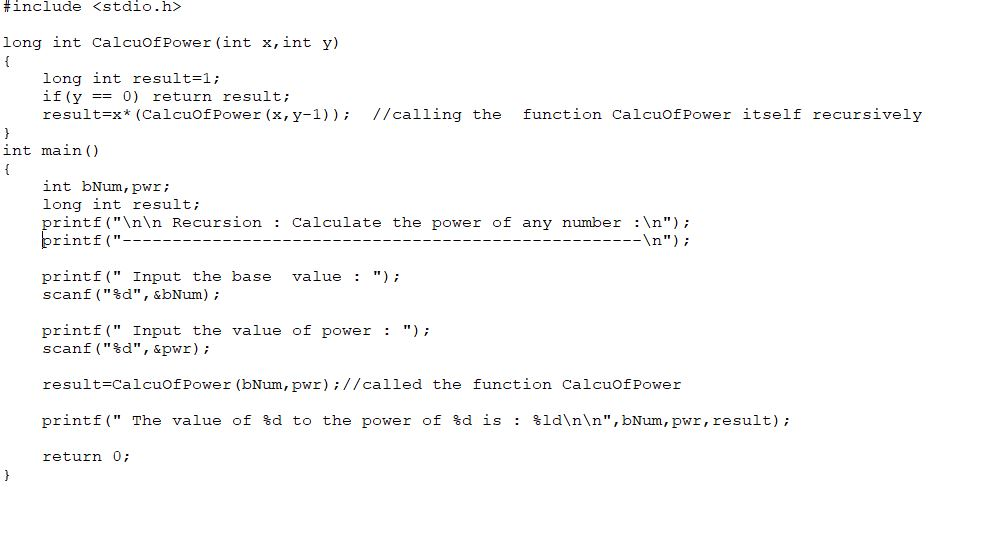 #include <stdio.h>
long int CalcuOfPower(int x,int y)
{
long int result=1;
if(y == 0) return result;
result=x*(CalcuOfPower(x,y-1));  //calling the  function CalcuOfPower itself recursively
}
int main()
{
int bNum,pwr;
long int result;
printf("\n\n Recursion : Calculate the power of any number :\n");
printf("----------------------------------------------------\n");
printf(" Input the base  value : ");
scanf("%d",&bNum);
printf(" Input the value of power : ");
scanf("%d",&pwr);
result=CalcuOfPower(bNum,pwr);//called the function CalcuOfPower
printf(" The value of %d to the power of %d is : %ld\n\n",bNum,pwr,result);
return 0;
}